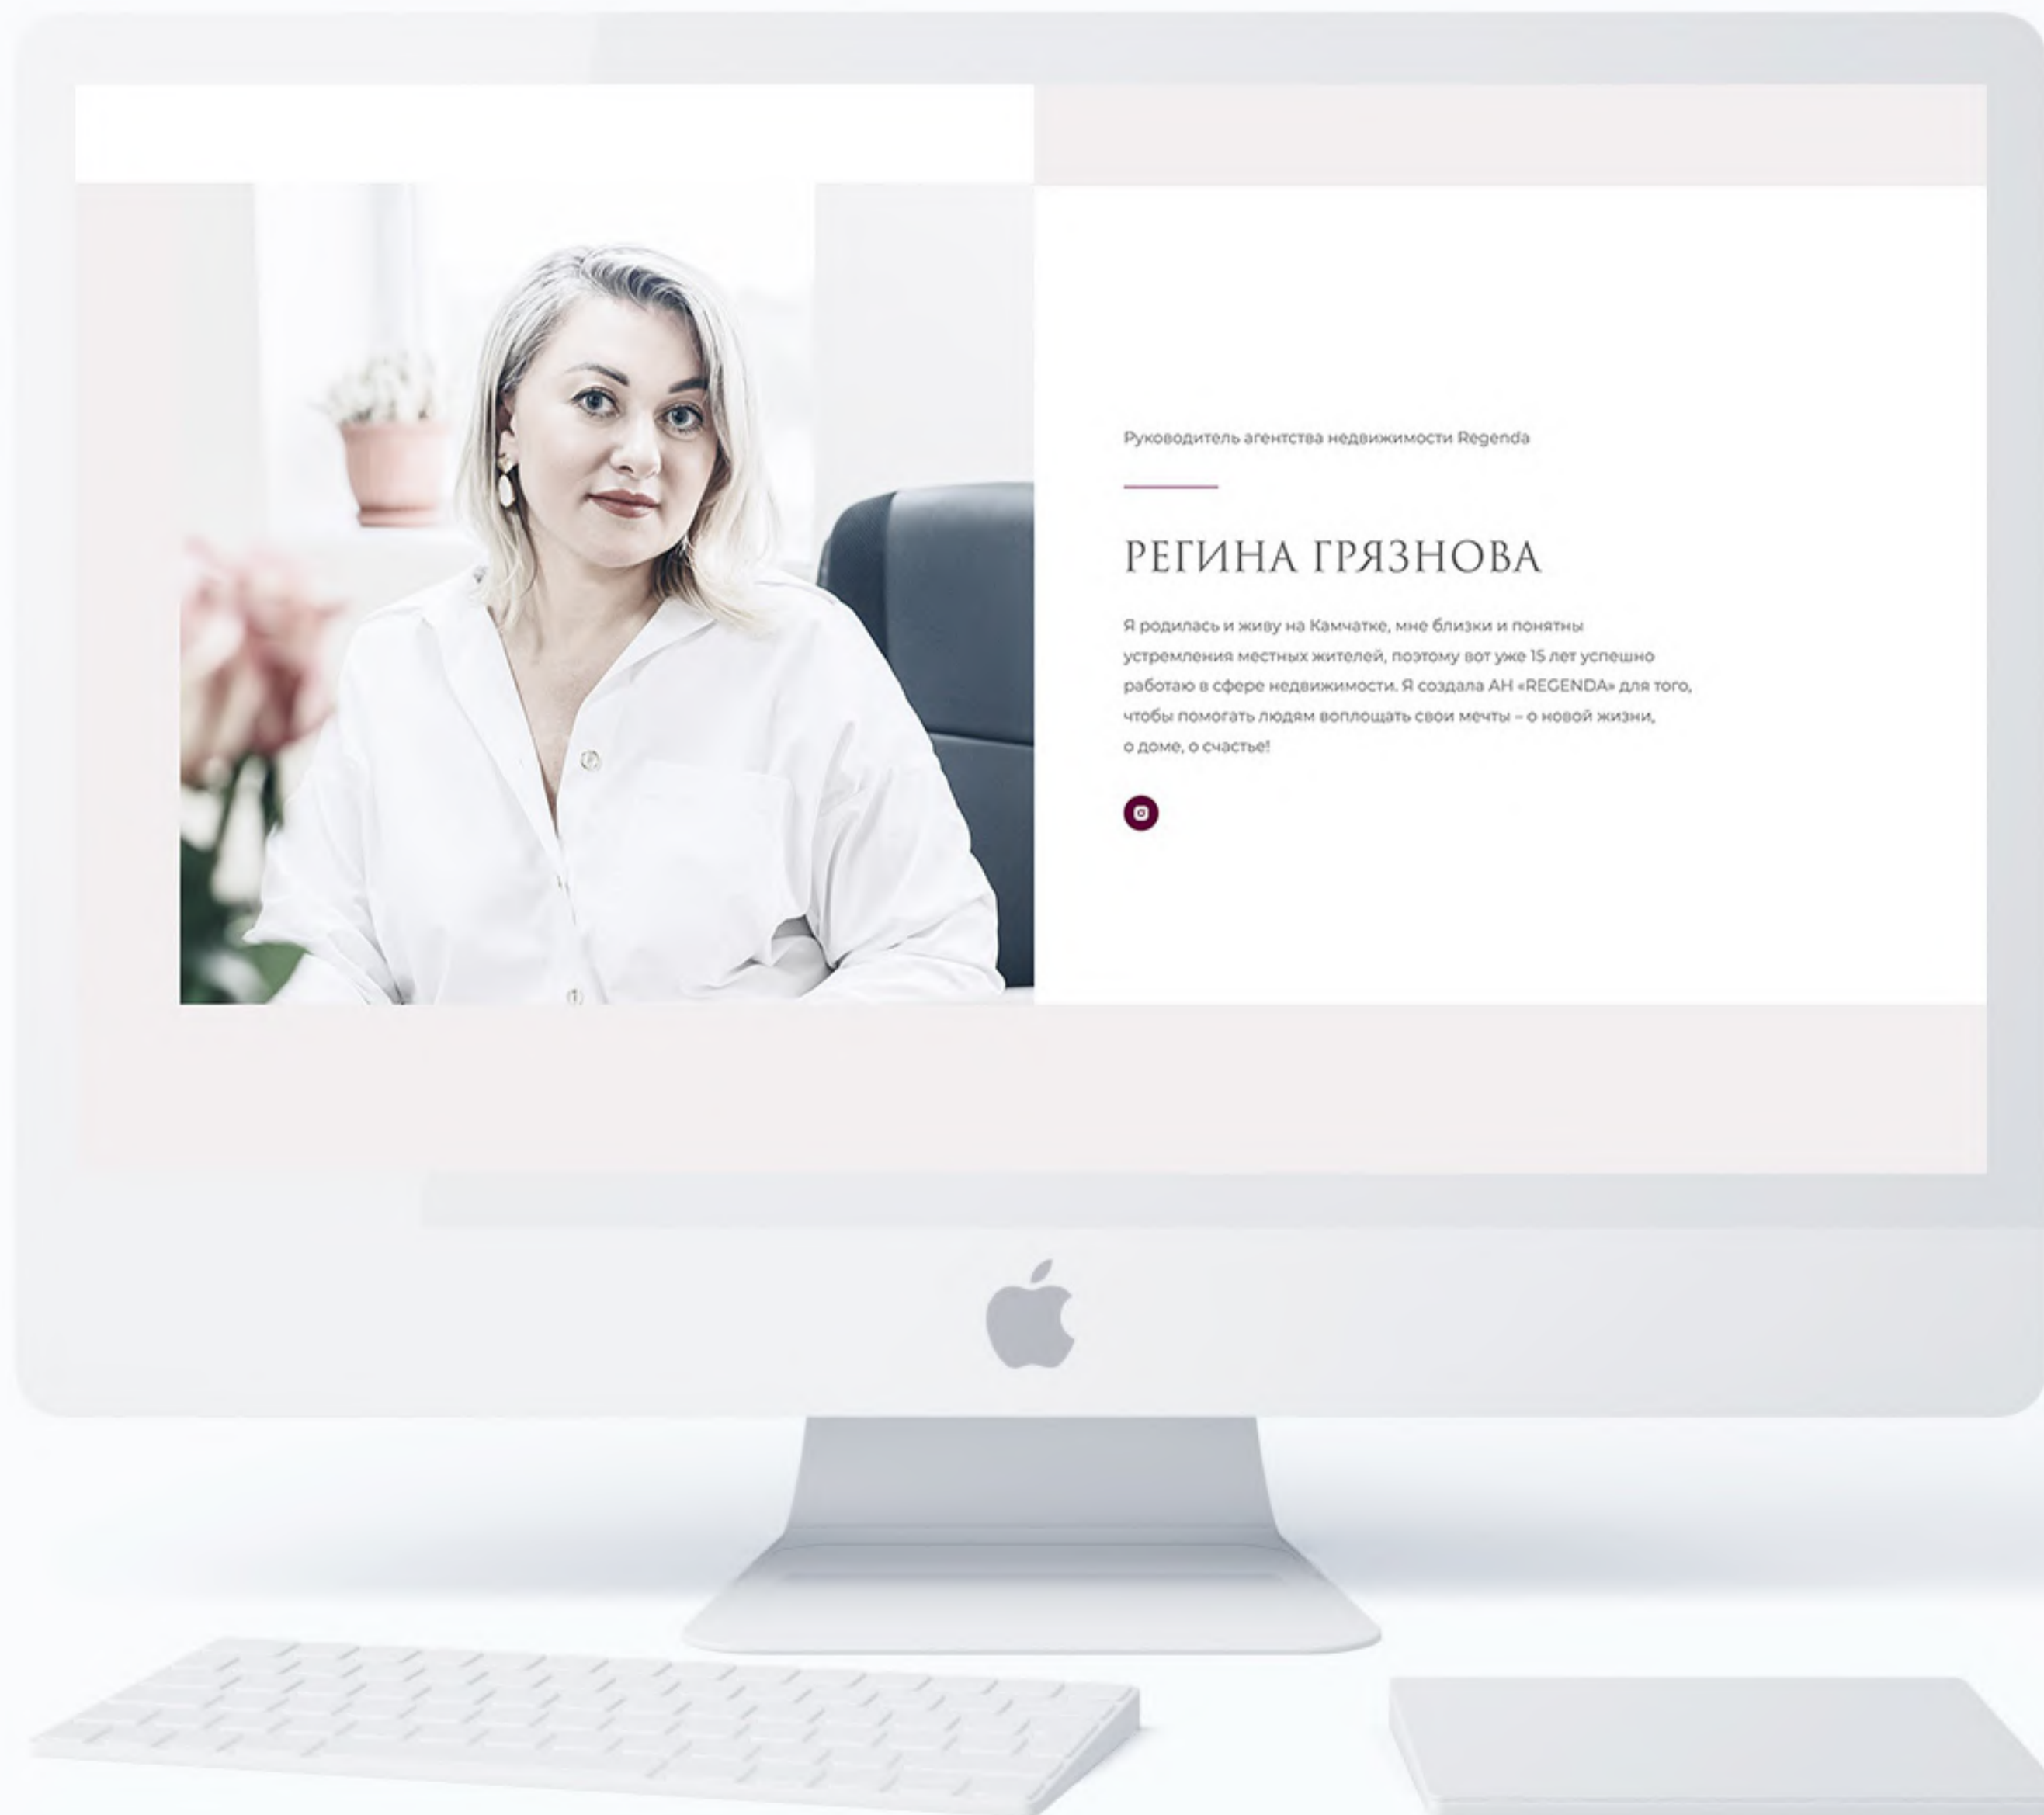 Руководитель агентства недвижимости Regenda
РЕГИНА ГРЯЗНОВА
Я родилась и живу на Камчатке, мне близки и понятны
устремления местных жителей, поэтому вот уже 15 лет успешно
работаю в сфере недвижимости. Я создала АН «REGENDA» для того,
чтобы помогать людям воплощать свои мечты – о новой жизни,
о доме, о счастье!